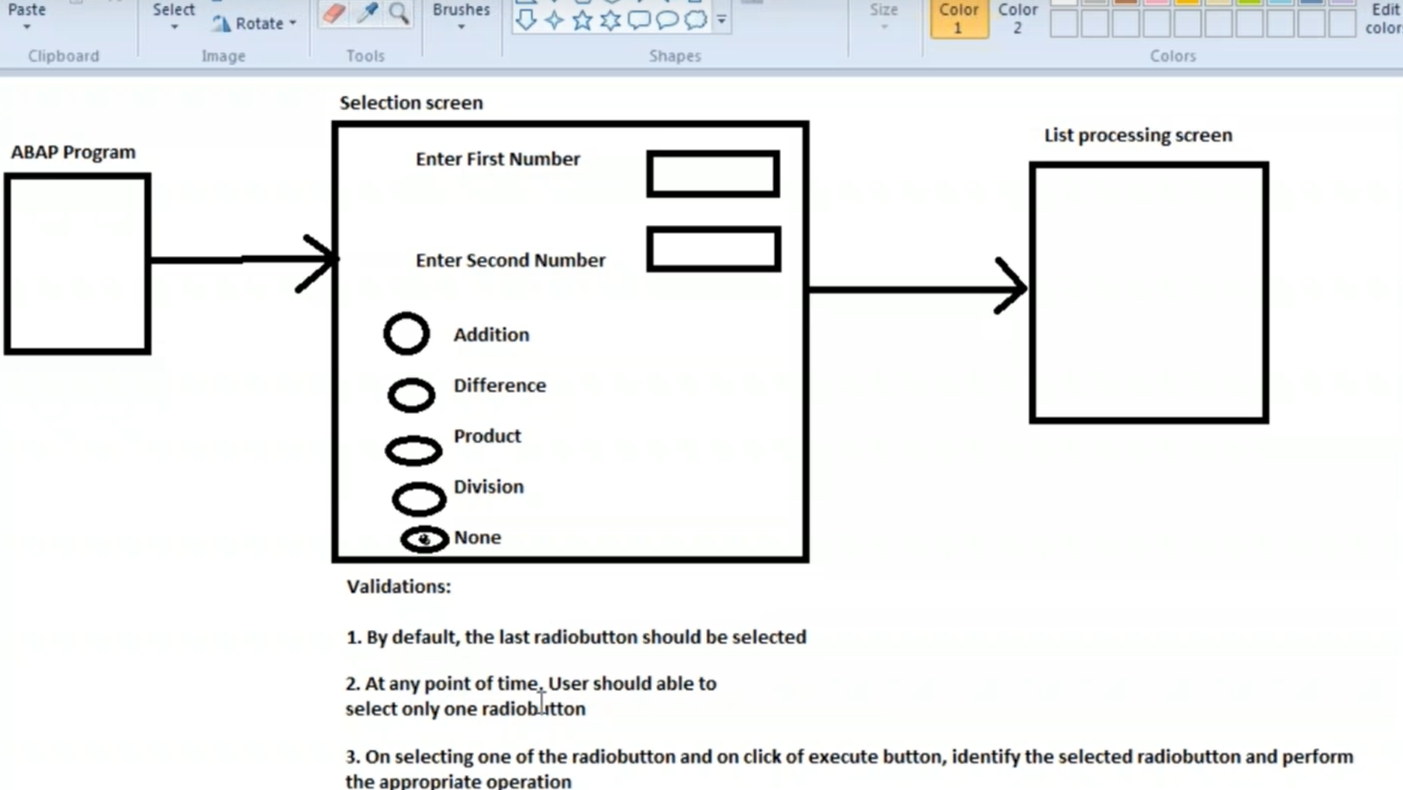 Paste
Select
Rotate
Brushes
Size
Color
1
Color
2
Edit
color
Clipboard
Image
Tools
Shapes
Colors
Selection screen
ABAP Program
List processing screen
Enter First Number
Enter Second Number
Addition
Difference
Product
Division
None
Validations:
1. By default, the last radiobutton should be selected
2. At any point of time, User should able to
select only one radiobutton
3. On selecting one of the radiobutton and on click of execute button, identify the selected radiobutton and perform
the appropriate operation